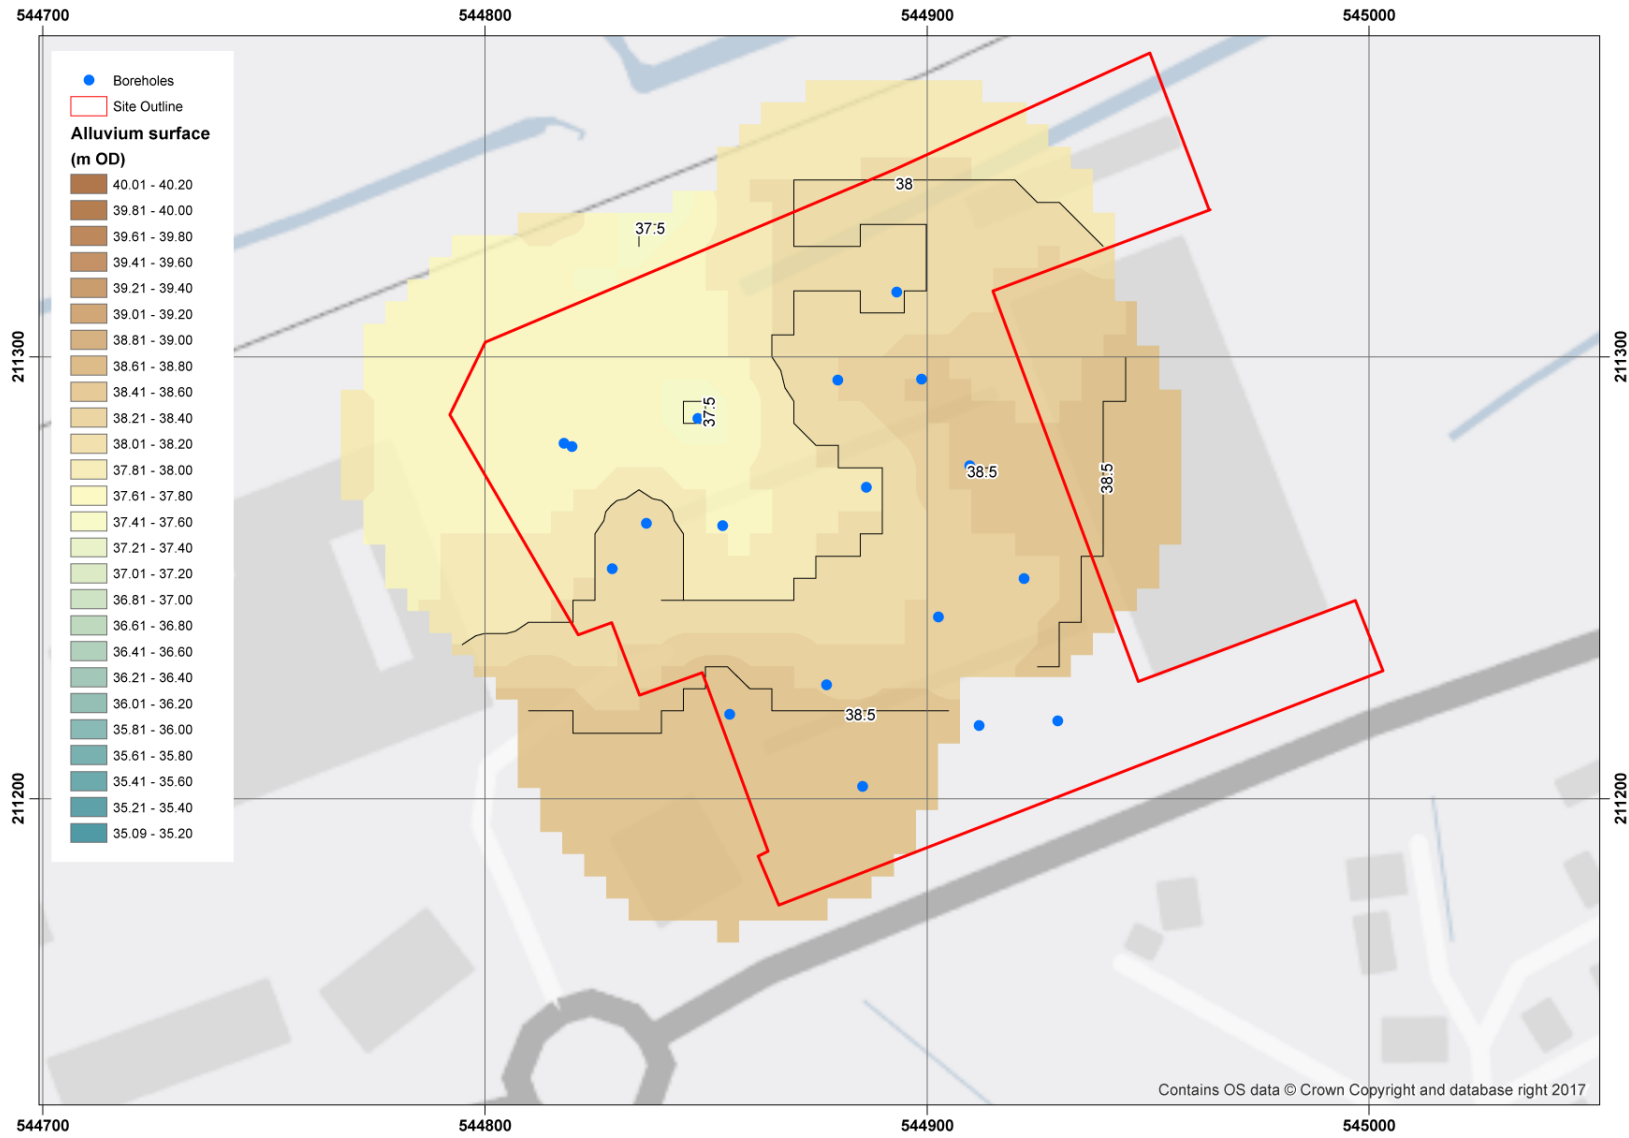 544700
544800
544900
545000
Boreholes
Site Outline
Alluvium surface
(m OD)
40.01 - 40.20
39.81 - 40.00
39.61 - 39.80
39.41 - 39.60
39.21 - 39.40
39.01 - 39.20
38.81 - 39.00
38.61 - 38.80
38.41 - 38.60
38.21 - 38.40
38.01 - 38.20
37.81 - 38.00
37.61 - 37.80
37.41 - 37.60
37.21 - 37.40
37.01 - 37.20
36.81 - 37.00
36.61 - 36.80
36.41 - 36.60
36.21 - 36.40
36.01 - 36.20
35.81 - 36.00
35.61 - 35.80
35.41 - 35.60
35.21 - 35.40
35.09 - 35.20
38
37.5
37.5
38.5
38.5
38.5
211300
211300
211200
211200
Contains OS data © Crown Copyright and database right 2017
544700
544800
544900
545000